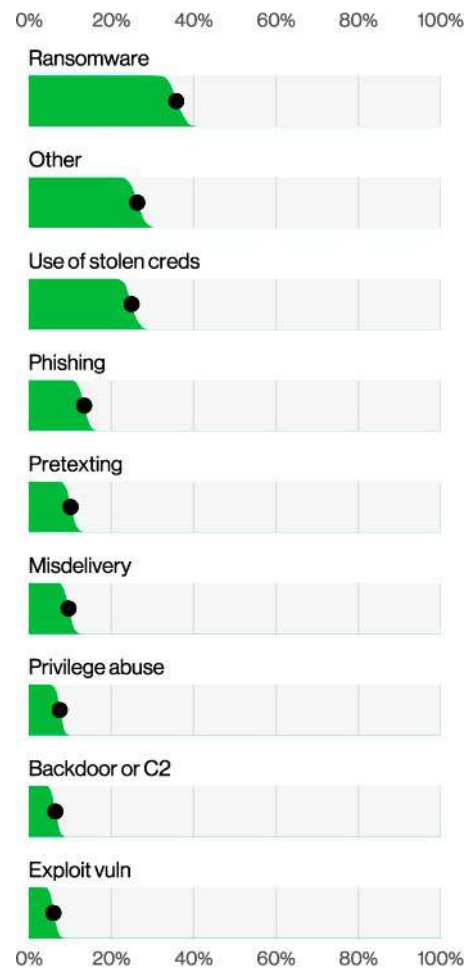 0% 20% 40% 60% 80% 100%
Ransomware
Other
Use of stolen creds
Phishing
Pretexting
Misdelivery
Privilege abuse
Backdoor or C2
Exploit vuln
0% 20% 40% 60% 80% 100%